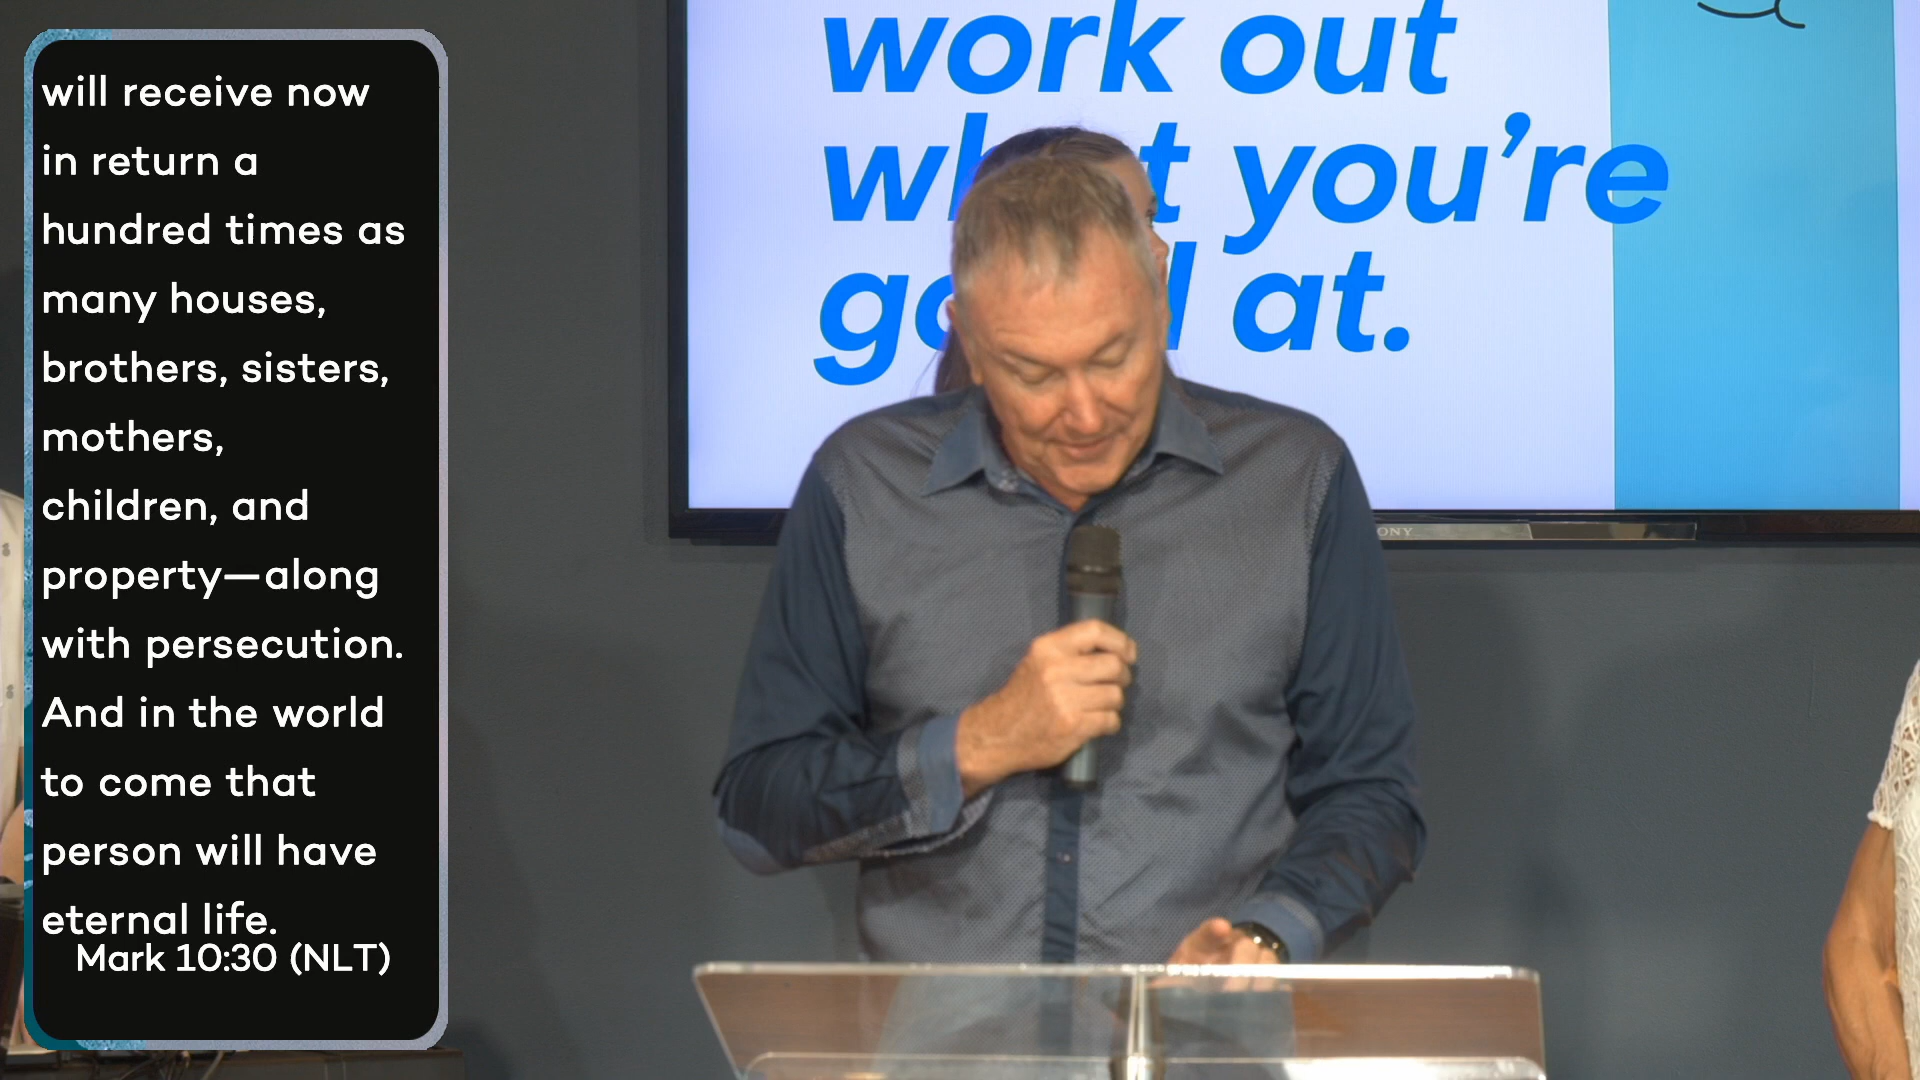 will receive now
in return a
hundred times as
many houses,
brothers, sisters,
mothers,
children, and
property—along
with persecution.
And in the world
to come that
person will have
eternal life.
Mark 10:30 (NLT)
work out
you're
at.